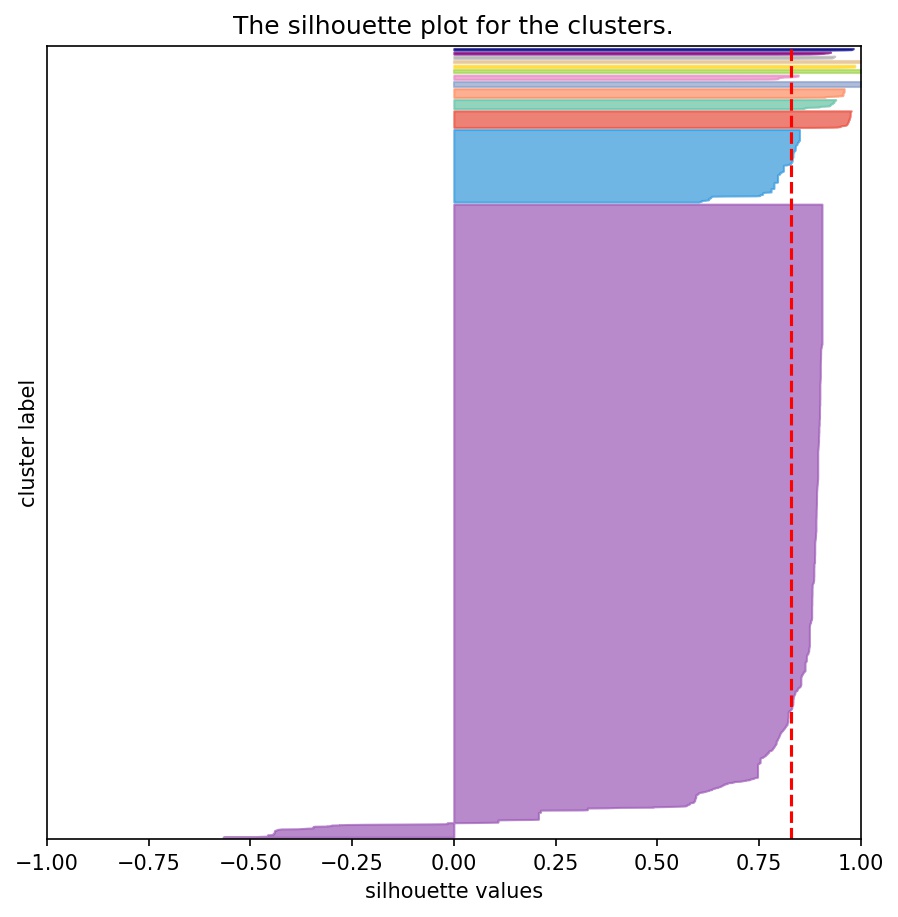 The silhouette plot for the clusters.
cluster label
−1.00 −0.75 −0.50 −0.25 0.00 0.25 0.50 0.75 1.00
silhouette values